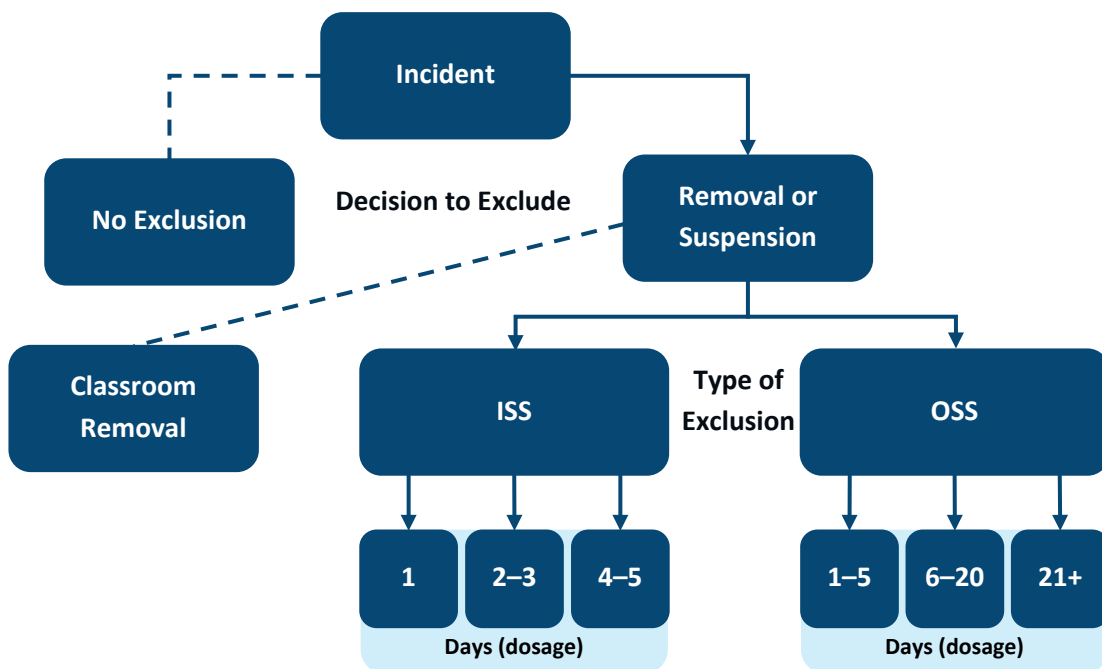 Incident
No Exclusion
Decision to Exclude
Removal or
Suspension
Classroom
Removal
ISS
Type of
Exclusion
OSS
1
2–3
4–5
1–5
6–20
21+
Days (dosage)
Days (dosage)